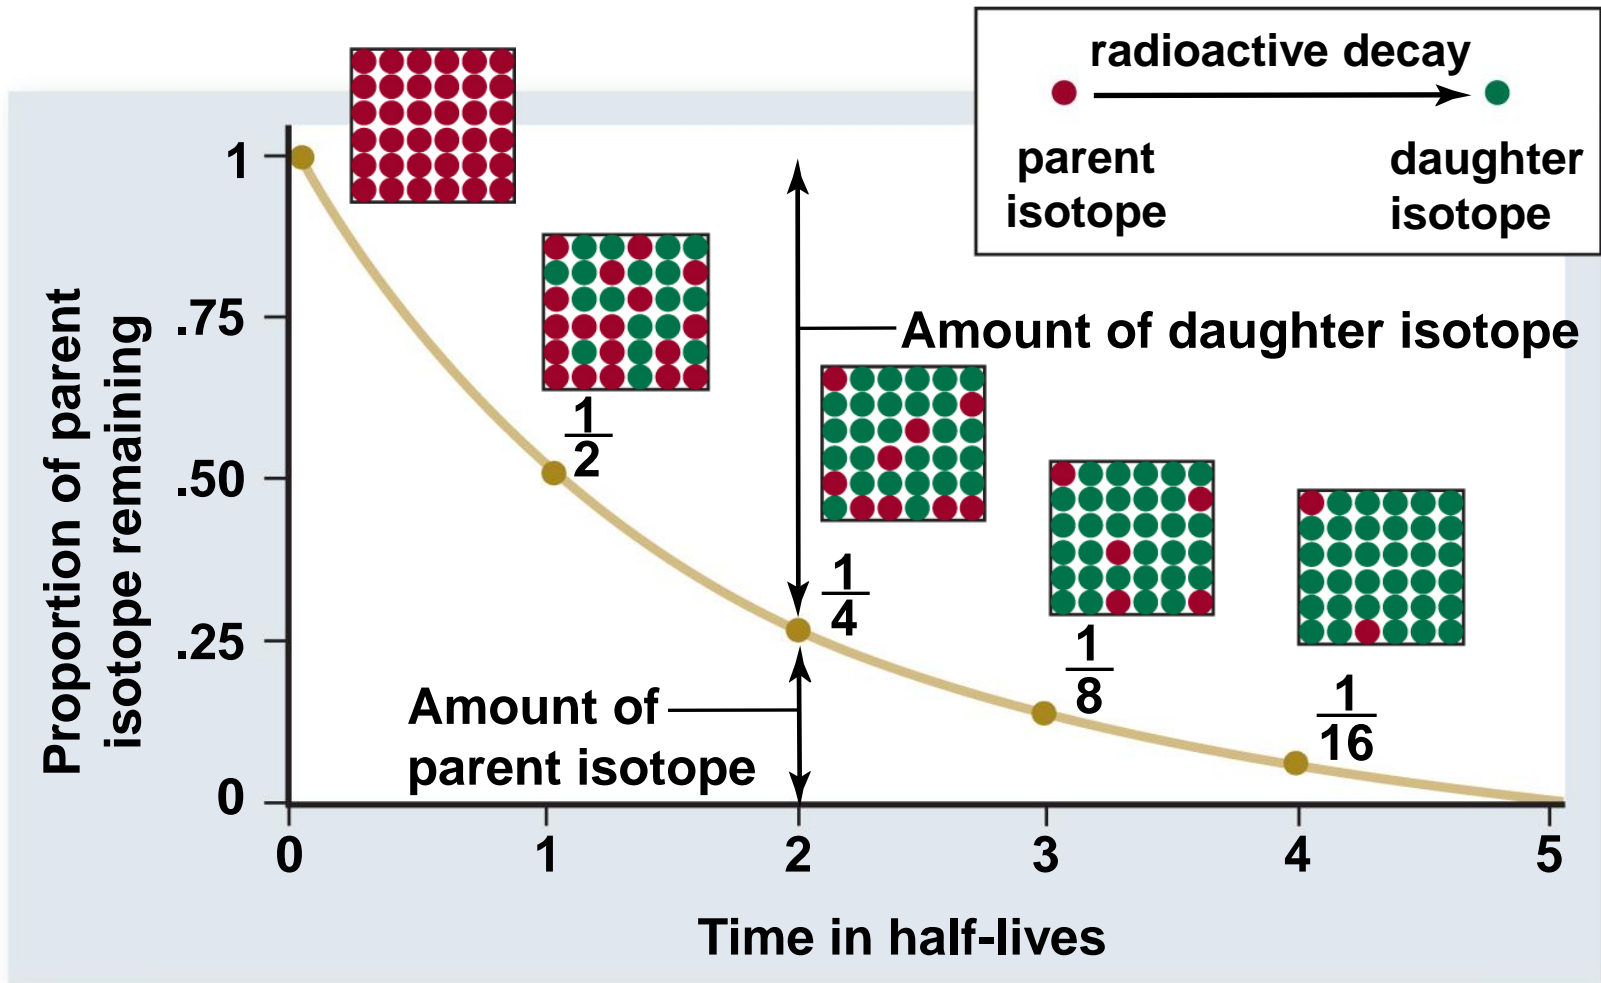 radioactive decay
parent
isotope
daughter
isotope
Proportion of parent
isotope remaining
1
.75
.50
.25
0
1
2
1
4
1
8
1
16
Amount of daughter isotope
Amount of
parent isotope
0 1 2 3 4 5
Time in half-lives